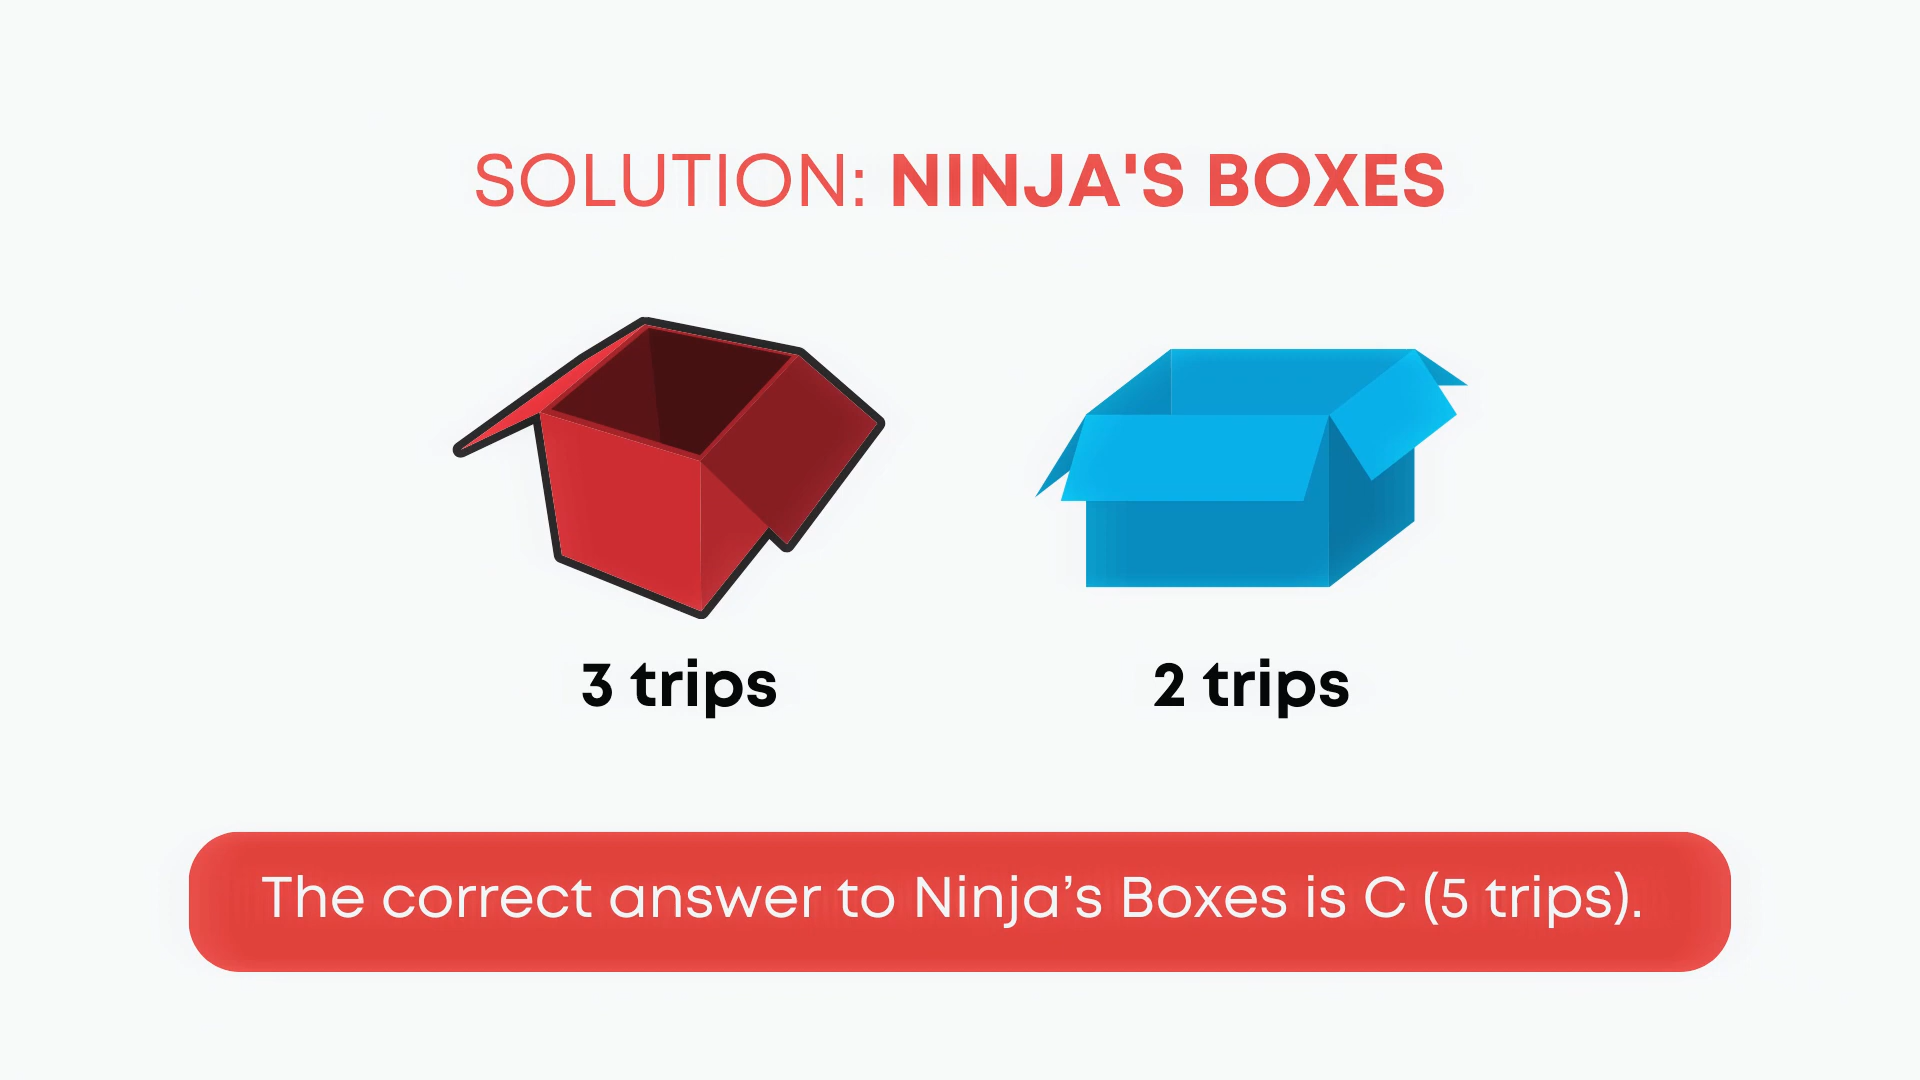 SOLUTION: NINJA'S BOXES
3 trips
2 trips
The correct answer to Ninja’s Boxes is C (5 trips).